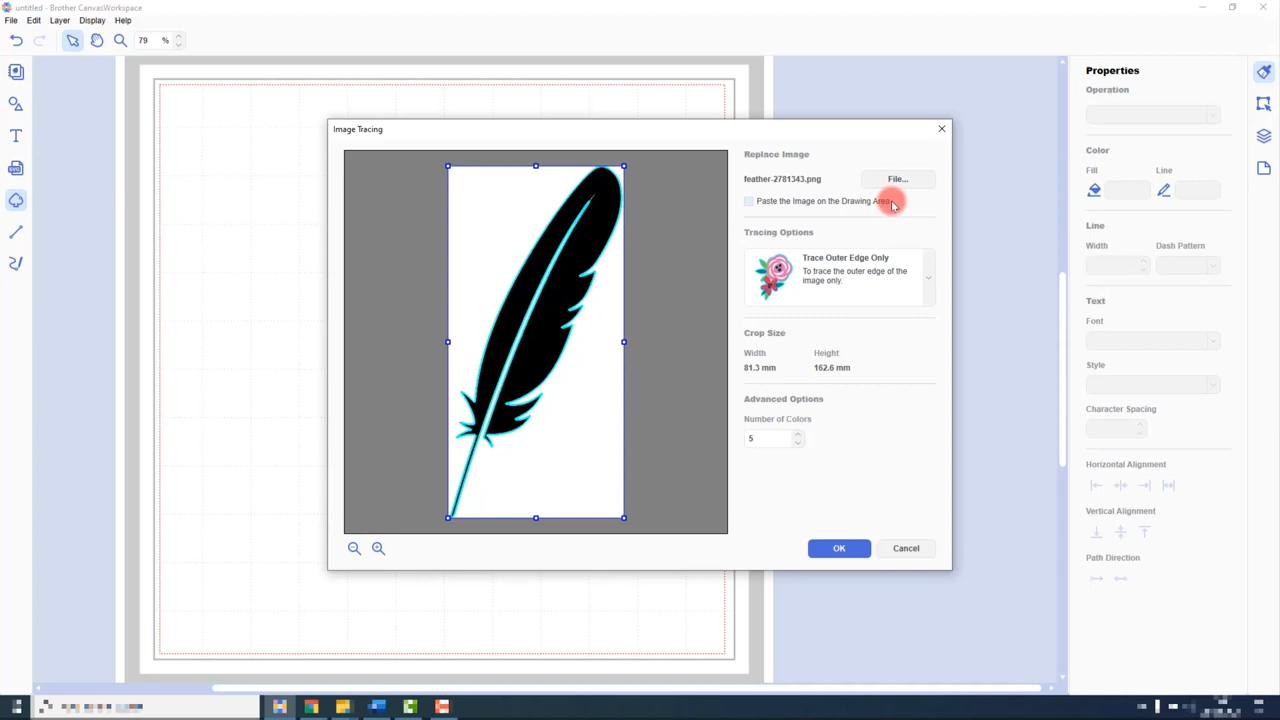 untitled - Brother CanvasWorkspace
File Edit Layer Display Help
79 %
Image Tracing
Replace Image
feather-2781343.png File...
Paste the Image on the Drawing Area
Tracing Options
Trace Outer Edge Only
To trace the outer edge of the
image only.
Crop Size
Width Height
81.3 mm 162.6 mm
Advanced Options
Number of Colors
5
OK Cancel
Properties
Operation
Color
Fill Line
Line
Width Dash Pattern
Text
Font
Style
Character Spacing
Horizontal Alignment
Vertical Alignment
Path Direction